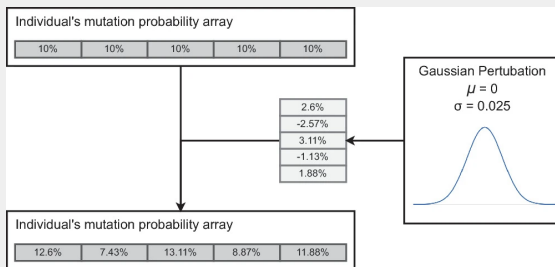 Individual's mutation probability array
10% 10% 10% 10% 10%
Gaussian Pertubation
μ = 0
σ = 0.025
2.6%
-2.57%
3.11%
-1.13%
1.88%
Individual's mutation probability array
12.6% 7.43% 13.11% 8.87% 11.88%